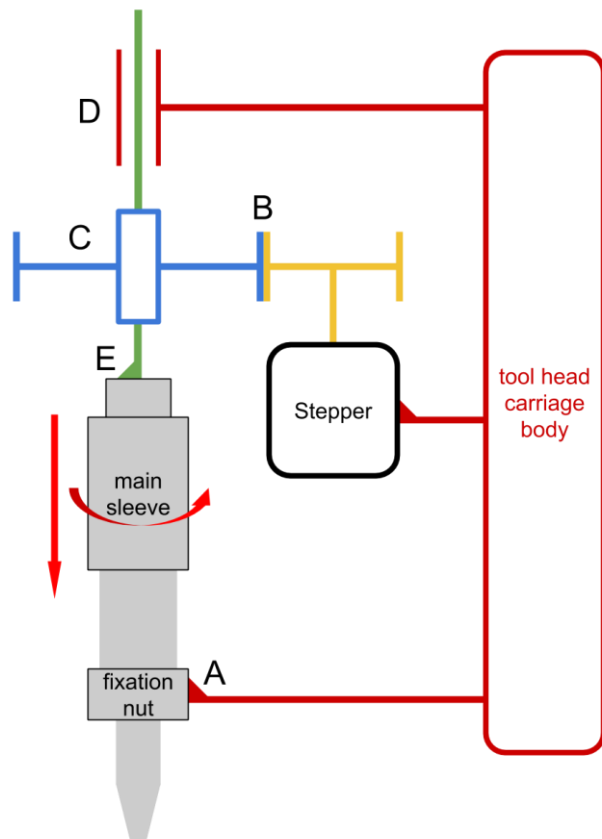 D
B
C
E
Stepper
tool head
carriage
body
main
sleeve
A
fixation
nut